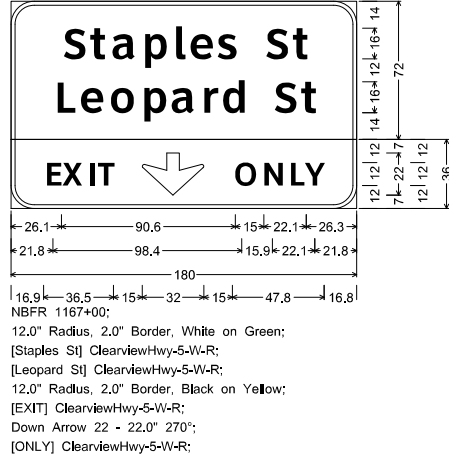 Staples St
Leopard St
EXIT ONLY
14
16
12
16
14
72
12 7 12
12 22 12
12 7 12
36
26.1 90.6 15 22.1 26.3
21.8 98.4 15.9 22.1 21.8
180
16.9 36.5 15 32 15 47.8 16.8
NBFR 1167+00;
12.0" Radius, 2.0" Border, White on Green;
[Staples St] ClearviewHwy-5-W-R;
[Leopard St] ClearviewHwy-5-W-R;
12.0" Radius, 2.0" Border, Black on Yellow;
[EXIT] ClearviewHwy-5-W-R;
Down Arrow 22 - 22.0" 270°;
[ONLY] ClearviewHwy-5-W-R;